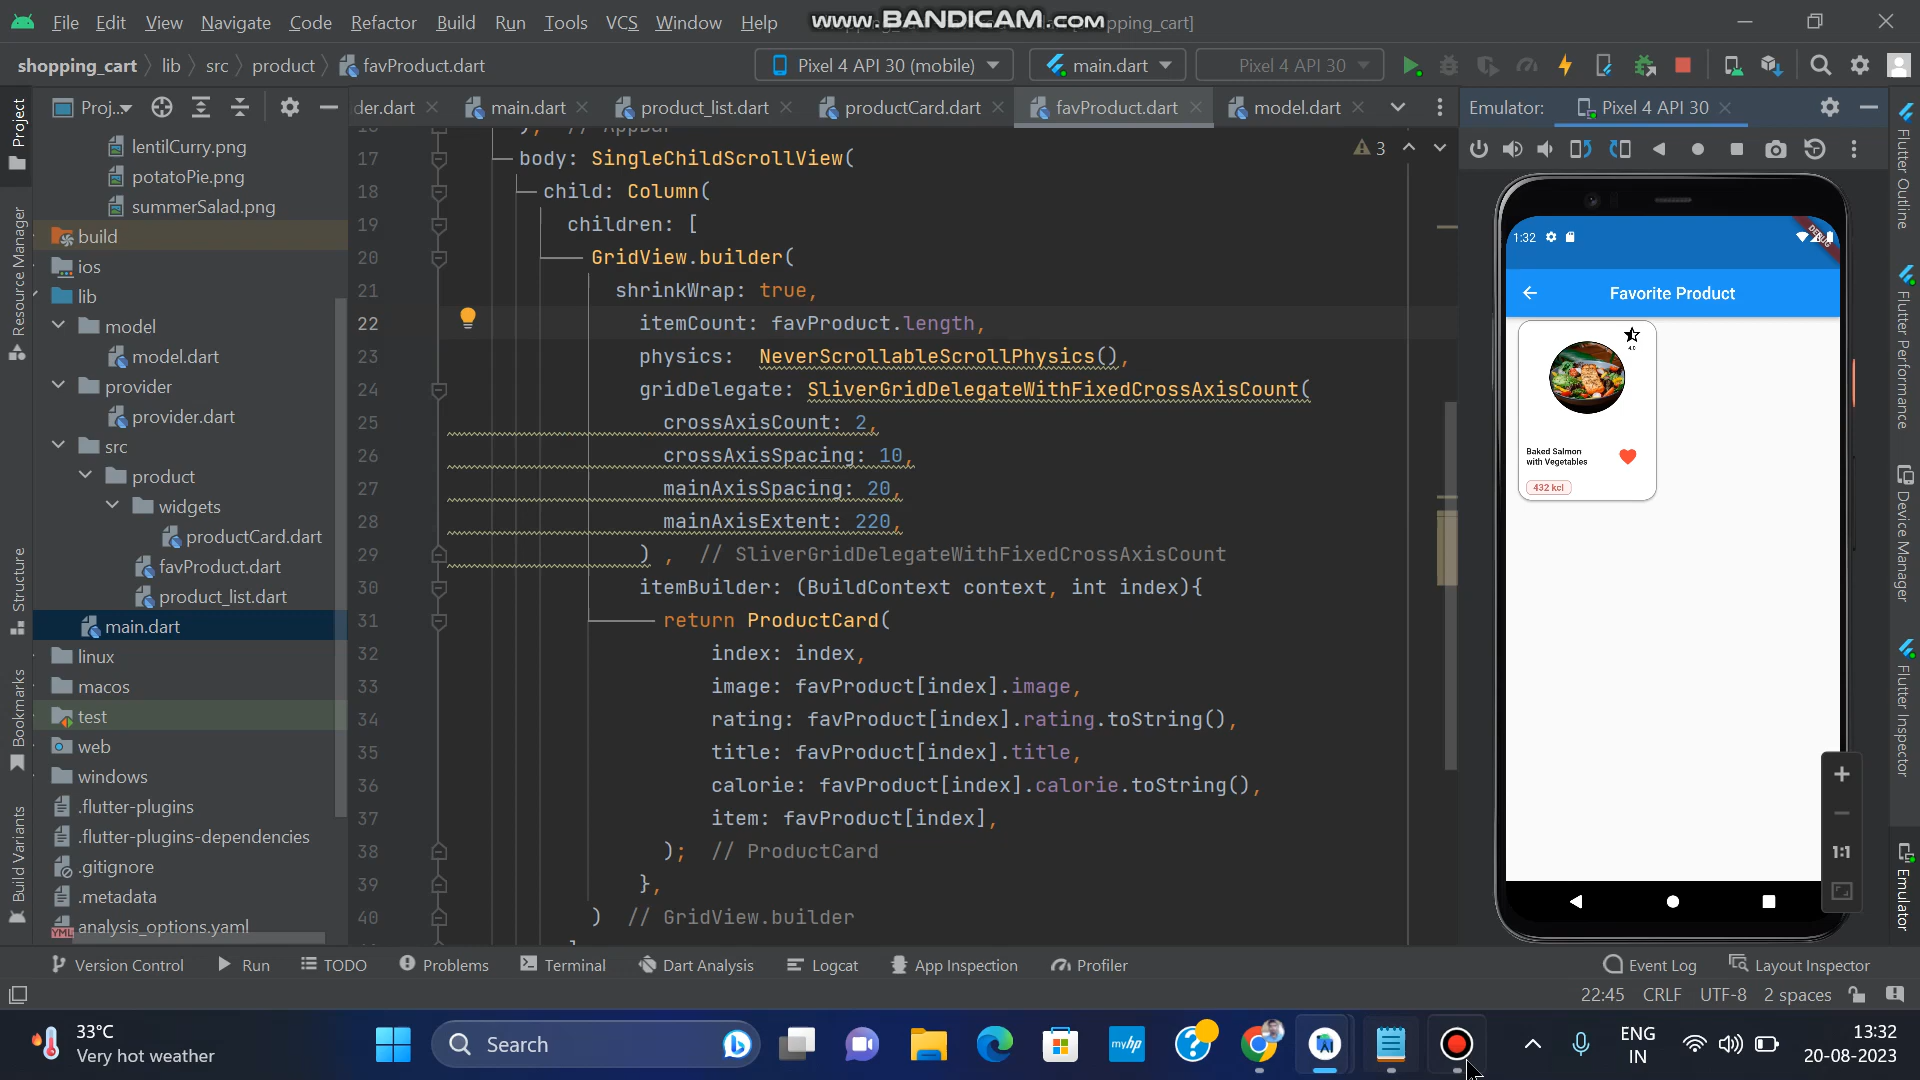 File Edit View Navigate Code Refactor Build Run Tools VCS Window Help
www.BANDICAM.com
pping_cart]
shopping_cart lib src product favProduct.dart
Pixel 4 API 30 (mobile) main.dart Pixel 4 API 30
Proj...
der.dart main.dart product_list.dart productCard.dart favProduct.dart model.dart
Emulator: Pixel 4 API 30
Project
Resource Manager
Structure
Bookmarks
Build Variants
lentilCurry.png
potatoPie.png
summerSalad.png
build
ios
lib
model
model.dart
provider
provider.dart
src
product
widgets
productCard.dart
favProduct.dart
product_list.dart
main.dart
linux
macos
test
web
windows
.flutter-plugins
.flutter-plugins-dependencies
.gitignore
.metadata
analysis_options.yaml
3
17 body: SingleChildScrollView(
18 child: Column(
19 children: [
20 GridView.builder(
21 shrinkWrap: true,
22 itemCount: favProduct.length,
23 physics: NeverScrollableScrollPhysics(),
24 gridDelegate: SliverGridDelegateWithFixedCrossAxisCount(
25 crossAxisCount: 2,
26 crossAxisSpacing: 10,
27 mainAxisSpacing: 20,
28 mainAxisExtent: 220,
29 ) , // SliverGridDelegateWithFixedCrossAxisCount
30 itemBuilder: (BuildContext context, int index){
31 return ProductCard(
32 index: index,
33 image: favProduct[index].image,
34 rating: favProduct[index].rating.toString(),
35 title: favProduct[index].title,
36 calorie: favProduct[index].calorie.toString(),
37 item: favProduct[index],
38 ); // ProductCard
39 },
40 ) // GridView.builder
1:32
DEBUG
Favorite Product
4.0
Baked Salmon
with Vegetables
432 kcl
1:1
Flutter Outline
Flutter Performance
Device Manager
Flutter Inspector
Emulator
Version Control Run TODO Problems Terminal Dart Analysis Logcat App Inspection Profiler Event Log Layout Inspector
22:45 CRLF UTF-8 2 spaces
33°C
Very hot weather
Search
myhp
ENG
IN
13:32
20-08-2023